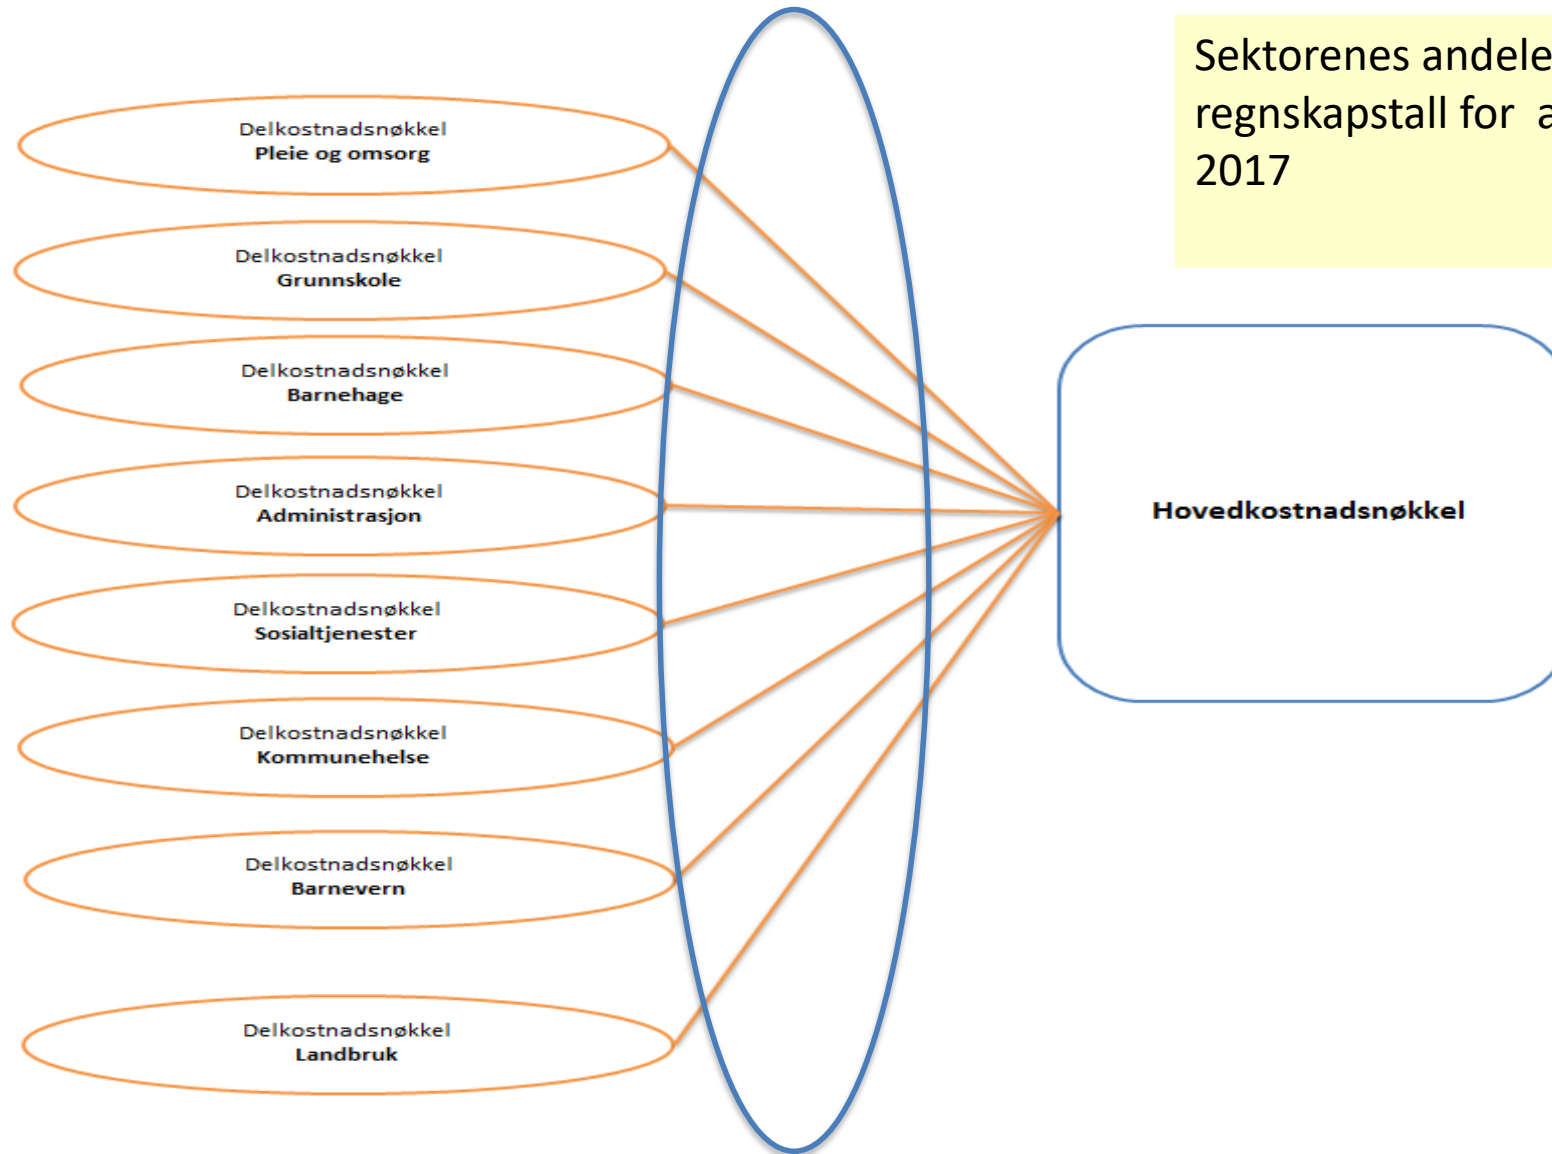 Sektorenes andele
regnskapstall for a
2017
Delkostnadsnøkkel
Pleie og omsorg
Delkostnadsnøkkel
Grunnskole
Delkostnadsnøkkel
Barnehage
Delkostnadsnøkkel
Administrasjon
Delkostnadsnøkkel
Sosialtjenester
Delkostnadsnøkkel
Kommunehelse
Delkostnadsnøkkel
Barnevern
Delkostnadsnøkkel
Landbruk
Hovedkostnadsnøkkel